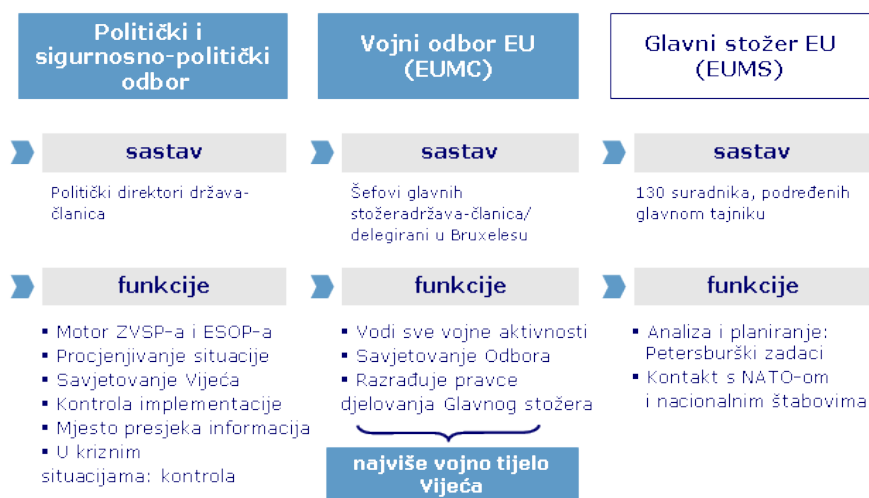 Politički i
sigurnosno-politički
odbor
sastav
Politički direktori država-
članica
funkcije
▪ Motor ZVSP-a i ESOP-a
▪ Procjenjivanje situacije
▪ Savjetovanje Vijeća
▪ Kontrola implementacije
▪ Mjesto presjeka informacija
▪ U kriznim
situacijama: kontrola
Vojni odbor EU
(EUMC)
sastav
Šefovi glavnih
stožeradržava-članica/
delegirani u Bruxelesu
funkcije
▪ Vodi sve vojne aktivnosti
▪ Savjetovanje Odbora
▪ Razrađuje pravce
djelovanja Glavnog stožera
najviše vojno tijelo
Vijeća
Glavni stožer EU
(EUMS)
sastav
130 suradnika, podređenih
glavnom tajniku
funkcije
▪ Analiza i planiranje:
Petersburški zadaci
▪ Kontakt s NATO-om
i nacionalnim štabovima